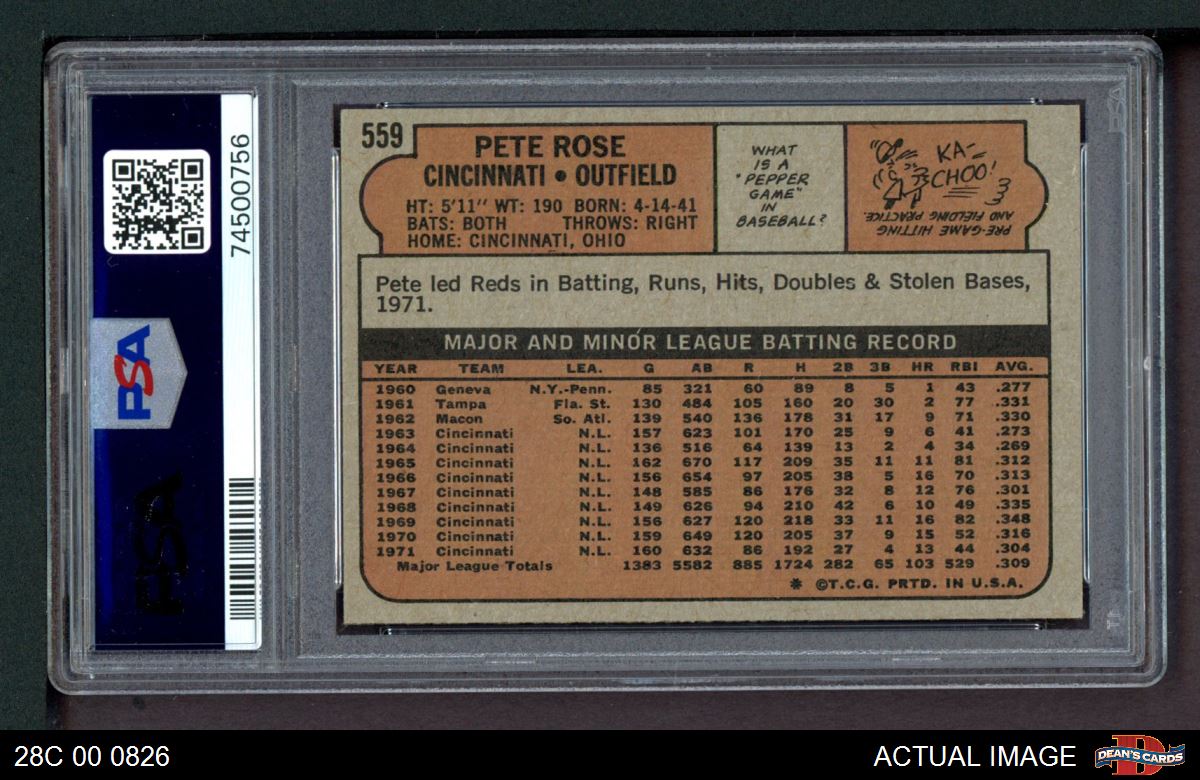 559
PETE ROSE
CINCINNATI • OUTFIELD
HT: 5'11" WT: 190 BORN: 4-14-41
BATS: BOTH THROWS: RIGHT
HOME: CINCINNATI, OHIO
WHAT
IS A
"PEPPER
GAME"
IN
BASEBALL?
KA-
CHOO!
PRE-GAME HITTING
AND FIELDING PRACTICE.
Pete led Reds in Batting, Runs, Hits, Doubles & Stolen Bases,
1971.
MAJOR AND MINOR LEAGUE BATTING RECORD
YEAR TEAM LEA. G AB R H 2B 3B HR RBI AVG.
1960 Geneva N.Y.-Penn. 85 321 60 89 8 5 1 43 .277
1961 Tampa Fla. St. 130 484 105 160 20 30 2 77 .331
1962 Macon So. Atl. 139 540 136 178 31 17 9 71 .330
1963 Cincinnati N.L. 157 623 101 170 25 9 6 41 .273
1964 Cincinnati N.L. 136 516 64 139 13 2 4 34 .269
1965 Cincinnati N.L. 162 670 117 209 35 11 11 81 .312
1966 Cincinnati N.L. 156 654 97 205 38 5 16 70 .313
1967 Cincinnati N.L. 148 585 86 176 32 8 12 76 .301
1968 Cincinnati N.L. 149 626 94 210 42 6 10 49 .335
1969 Cincinnati N.L. 156 627 120 218 33 11 16 82 .348
1970 Cincinnati N.L. 159 649 120 205 37 9 15 52 .316
1971 Cincinnati N.L. 160 632 86 192 27 4 13 44 .304
Major League Totals 1383 5582 885 1724 282 65 103 529 .309
* ©T.C.G. PRTD. IN U.S.A.
74500756
PSA
PSA
PSA
28C 00 0826
ACTUAL IMAGE
DEAN'S CARDS